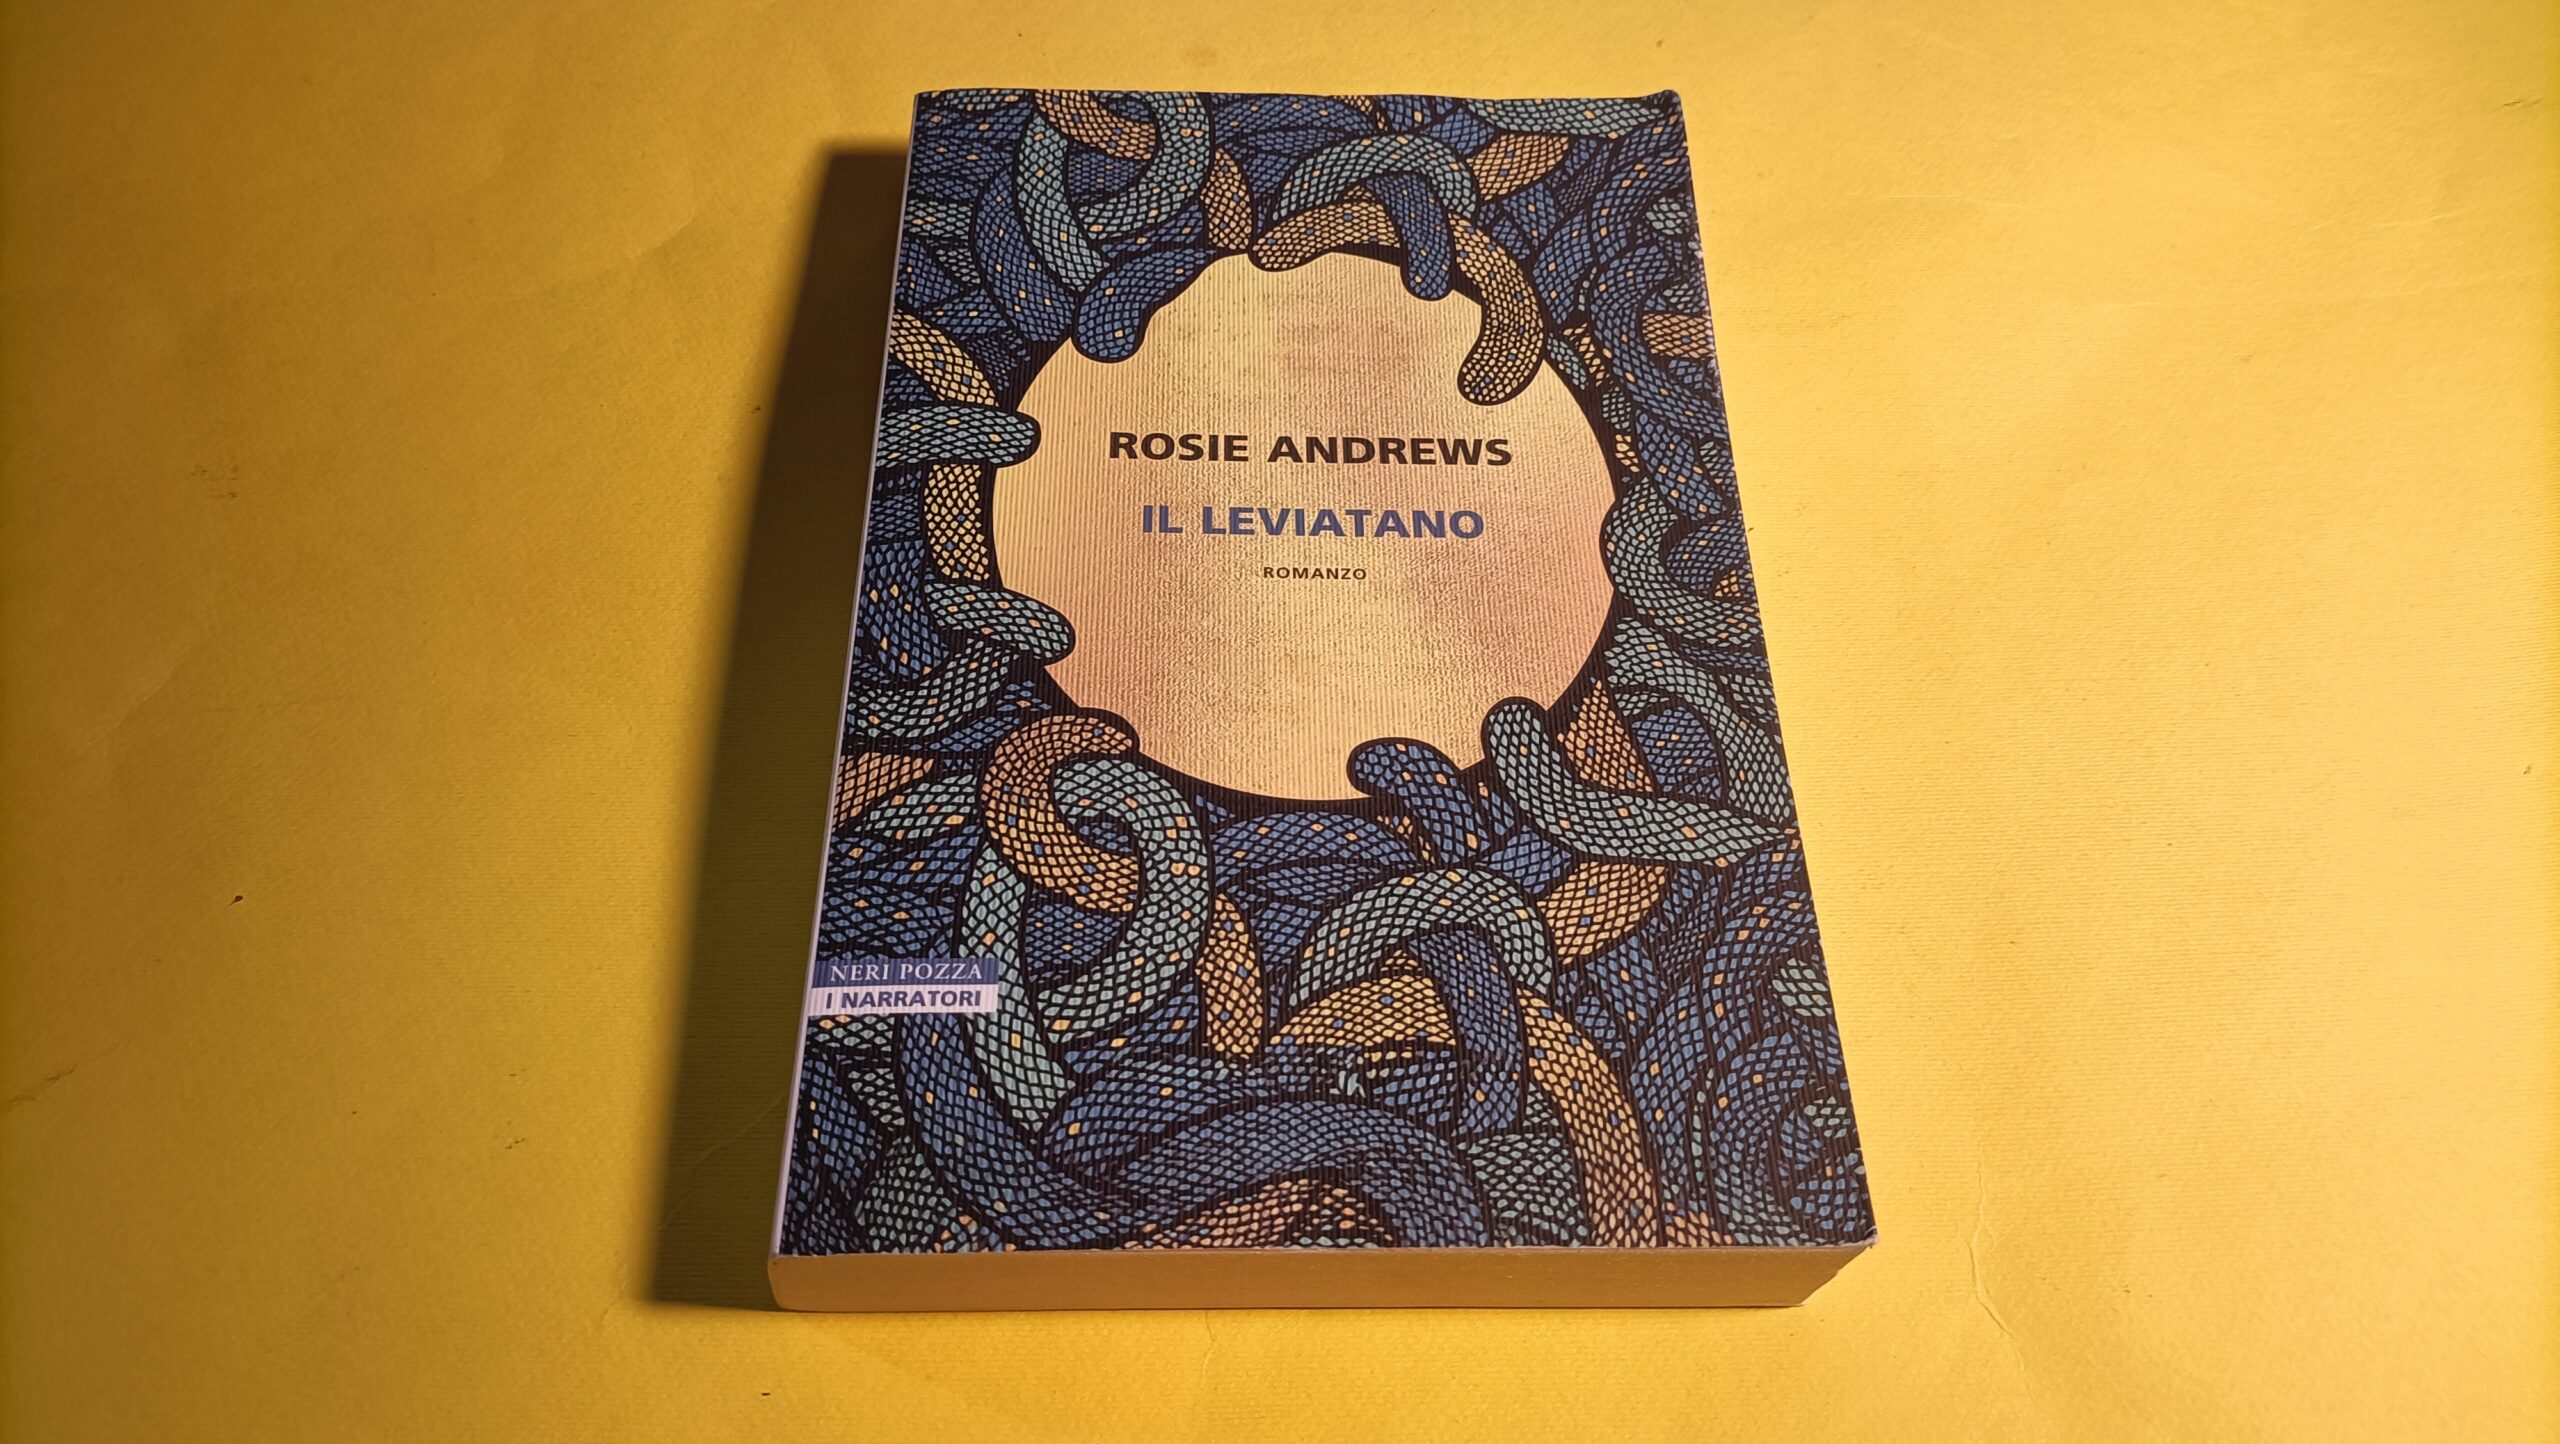 ROSIE ANDREWS
IL LEVIATANO
ROMANZO
NERI POZZA
I NARRATORI